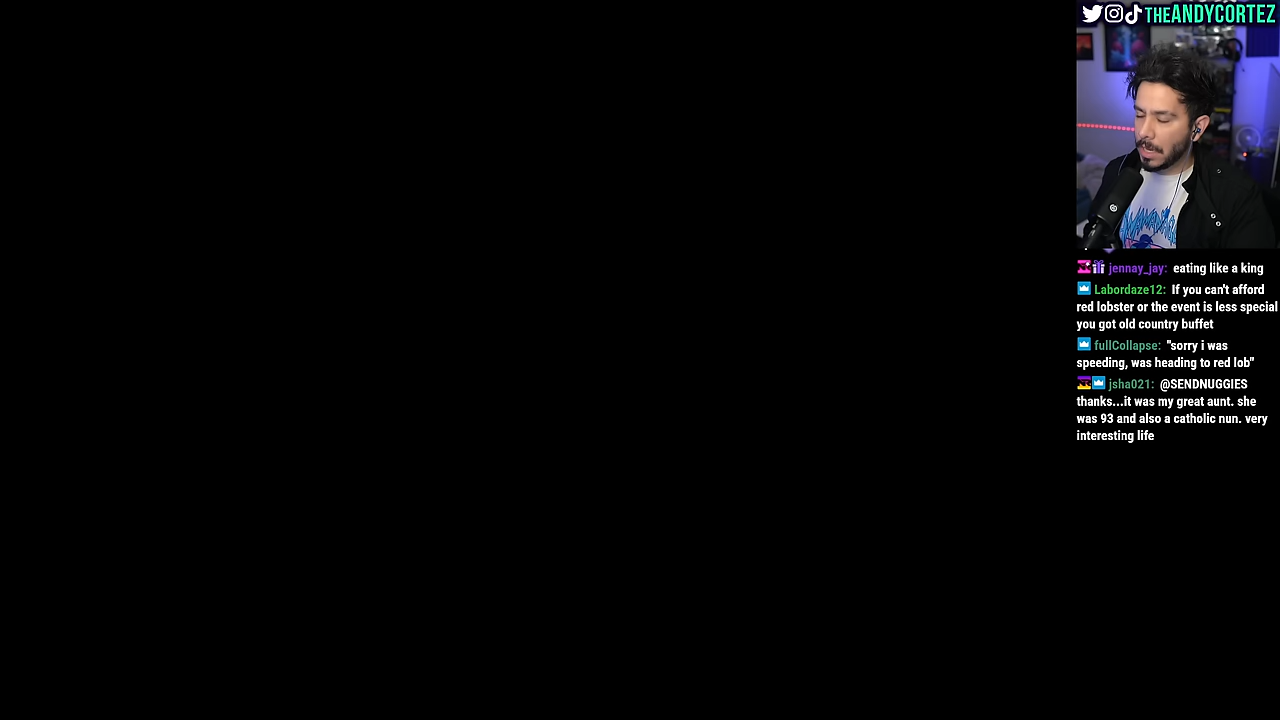 THEANDYCORTEZ
jennay_jay: eating like a king
Labordaze12: If you can't afford
red lobster or the event is less special
you got old country buffet
fullCollapse: "sorry i was
speeding, was heading to red lob"
jsha021: @SENDNUGGIES
thanks...it was my great aunt. she
was 93 and also a catholic nun. very
interesting life